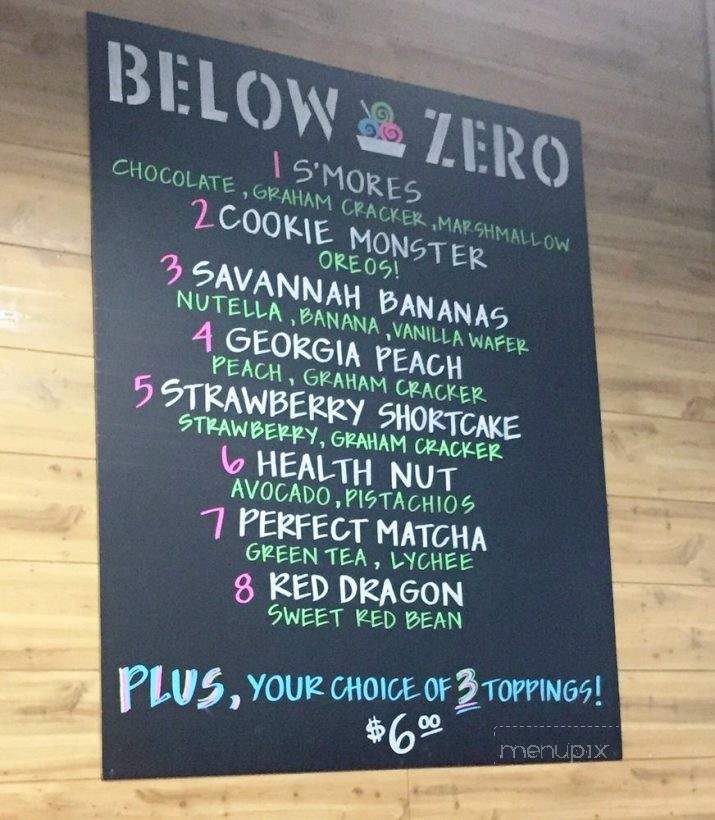 BELOW ZERO
1 S'MORES
CHOCOLATE, GRAHAM CRACKER, MARSHMALLOW
2 COOKIE MONSTER
OREOS!
3 SAVANNAH BANANAS
NUTELLA, BANANA, VANILLA WAFER
4 GEORGIA PEACH
PEACH, GRAHAM CRACKER
5 STRAWBERRY SHORTCAKE
STRAWBERRY, GRAHAM CRACKER
6 HEALTH NUT
AVOCADO, PISTACHIOS
7 PERFECT MATCHA
GREEN TEA, LYCHEE
8 RED DRAGON
SWEET RED BEAN
PLUS, YOUR CHOICE OF 3 TOPPINGS!
$6.00
menupix